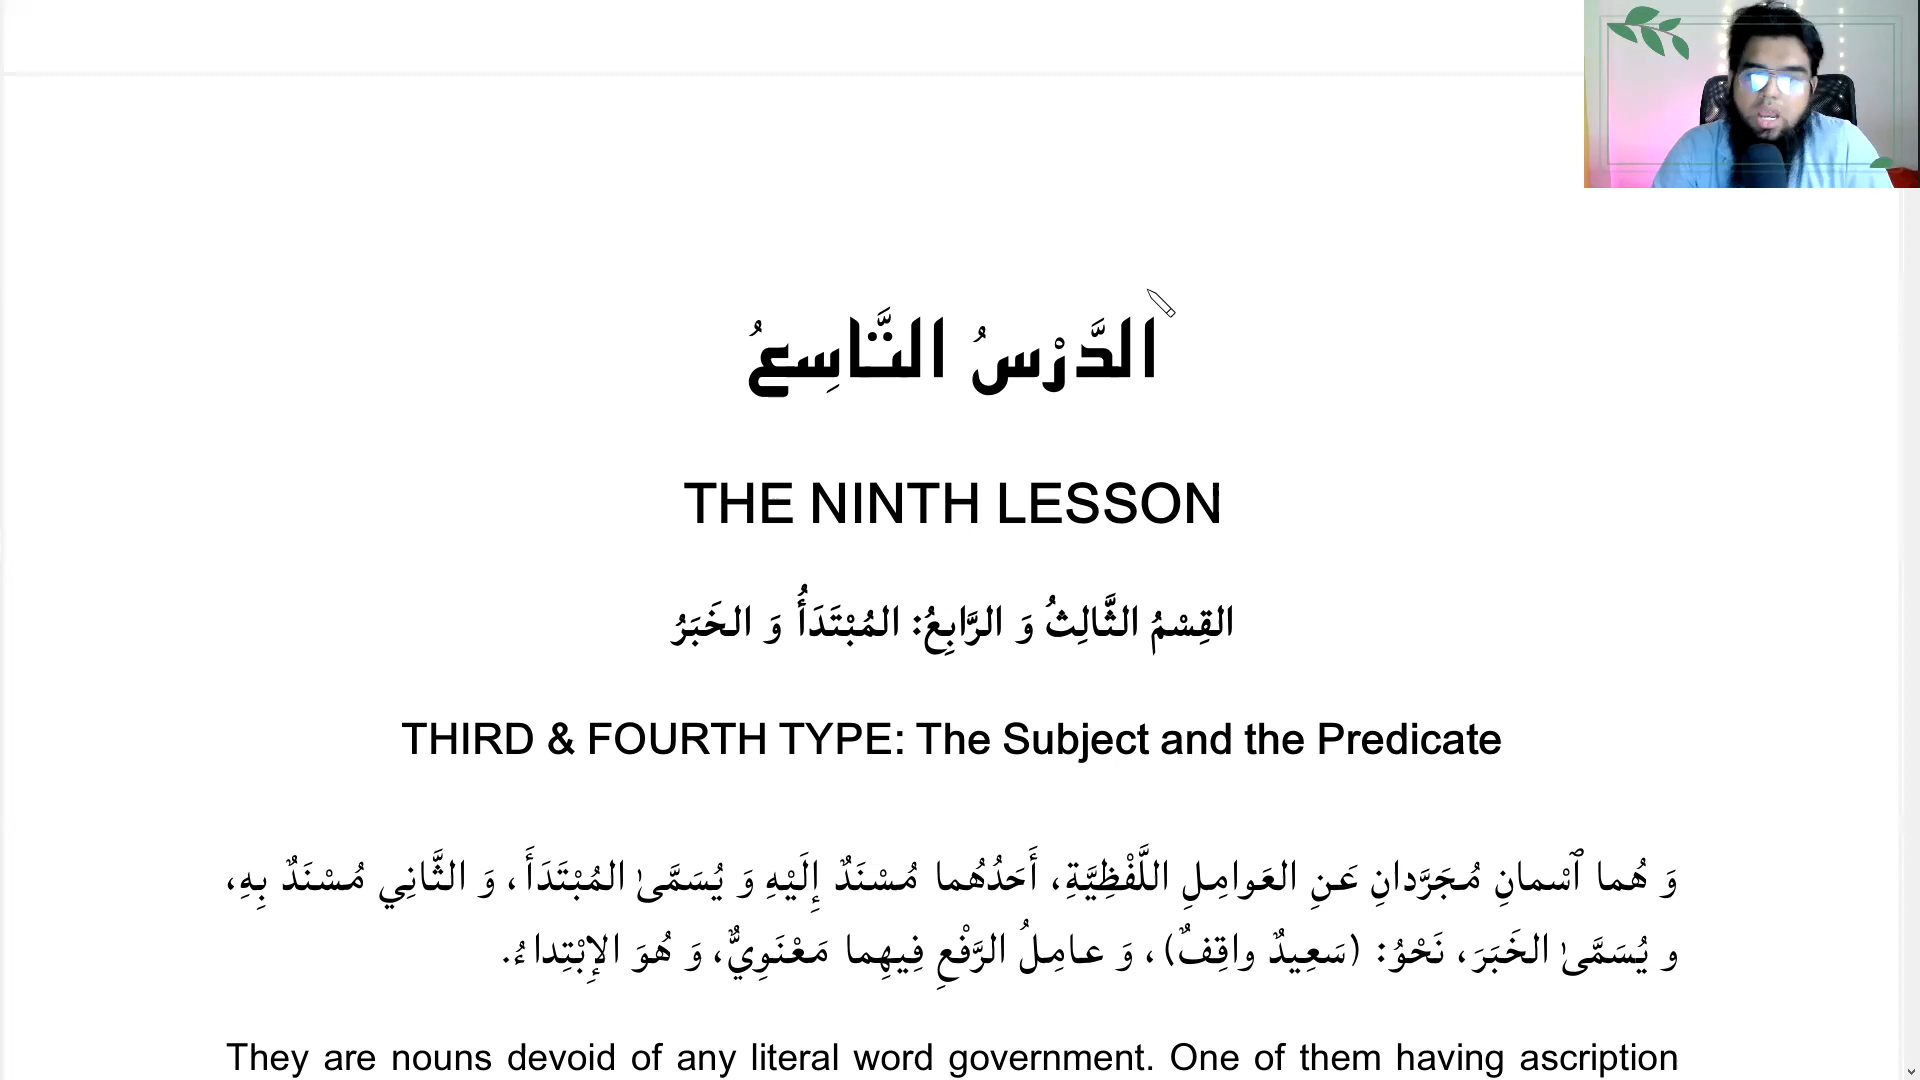 الدَّرْسُ التَّاسِعُ
THE NINTH LESSON
القِسْمُ الثَّالِثُ وَ الرَّابِعُ: المُبْتَدَأُ وَ الخَبَرُ
THIRD & FOURTH TYPE: The Subject and the Predicate
وَ هُما ٱسْمانِ مُجَرَّدانِ عَنِ العَوامِلِ اللَّفْظِيَّةِ، أَحَدُهُما مُسْنَدٌ إِلَيْهِ وَ يُسَمَّىٰ المُبْتَدَأَ، وَ الثَّانِي مُسْنَدٌ بِهِ،
و يُسَمَّىٰ الخَبَرَ، نَحْوُ: (سَعِيدٌ واقِفٌ)، وَ عامِلُ الرَّفْعِ فِيهِما مَعْنَوِيٌّ، وَ هُوَ الإِبْتِداءُ.
They are nouns devoid of any literal word government. One of them having ascription